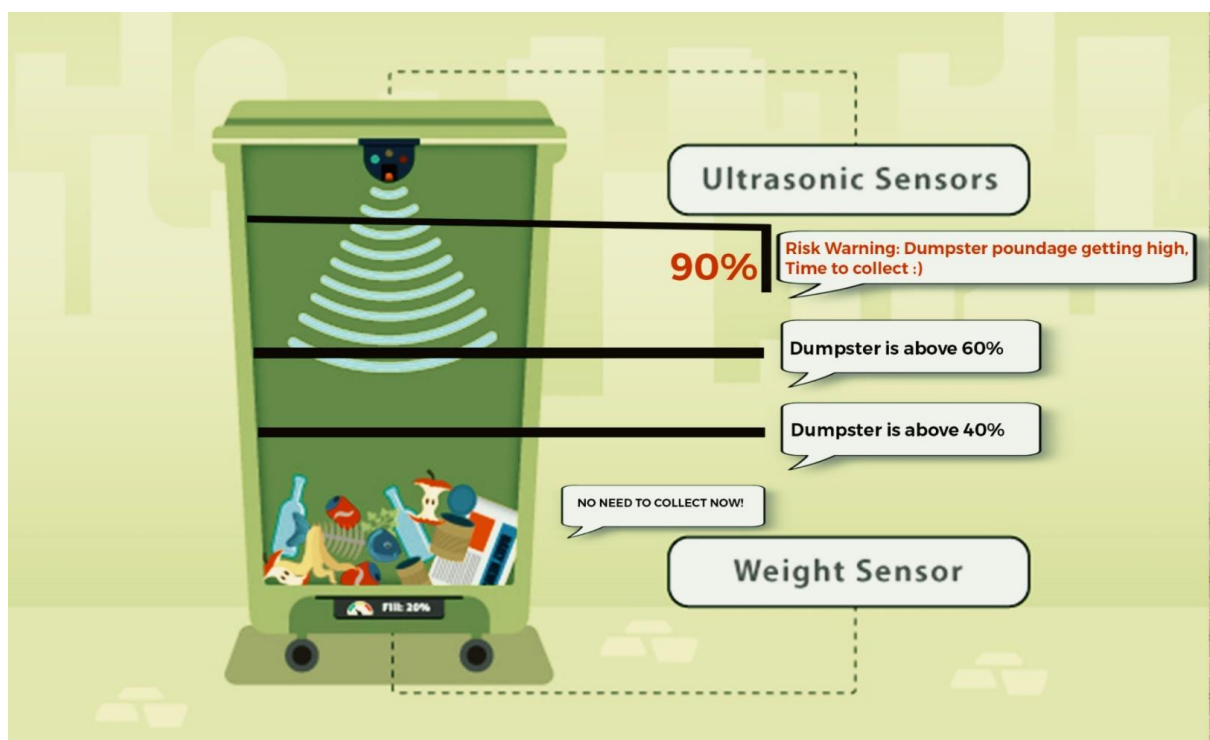 Ultrasonic Sensors
90%
Risk Warning: Dumpster poundage getting high,
Time to collect :)
Dumpster is above 60%
Dumpster is above 40%
NO NEED TO COLLECT NOW!
Weight Sensor
Fill: 20%